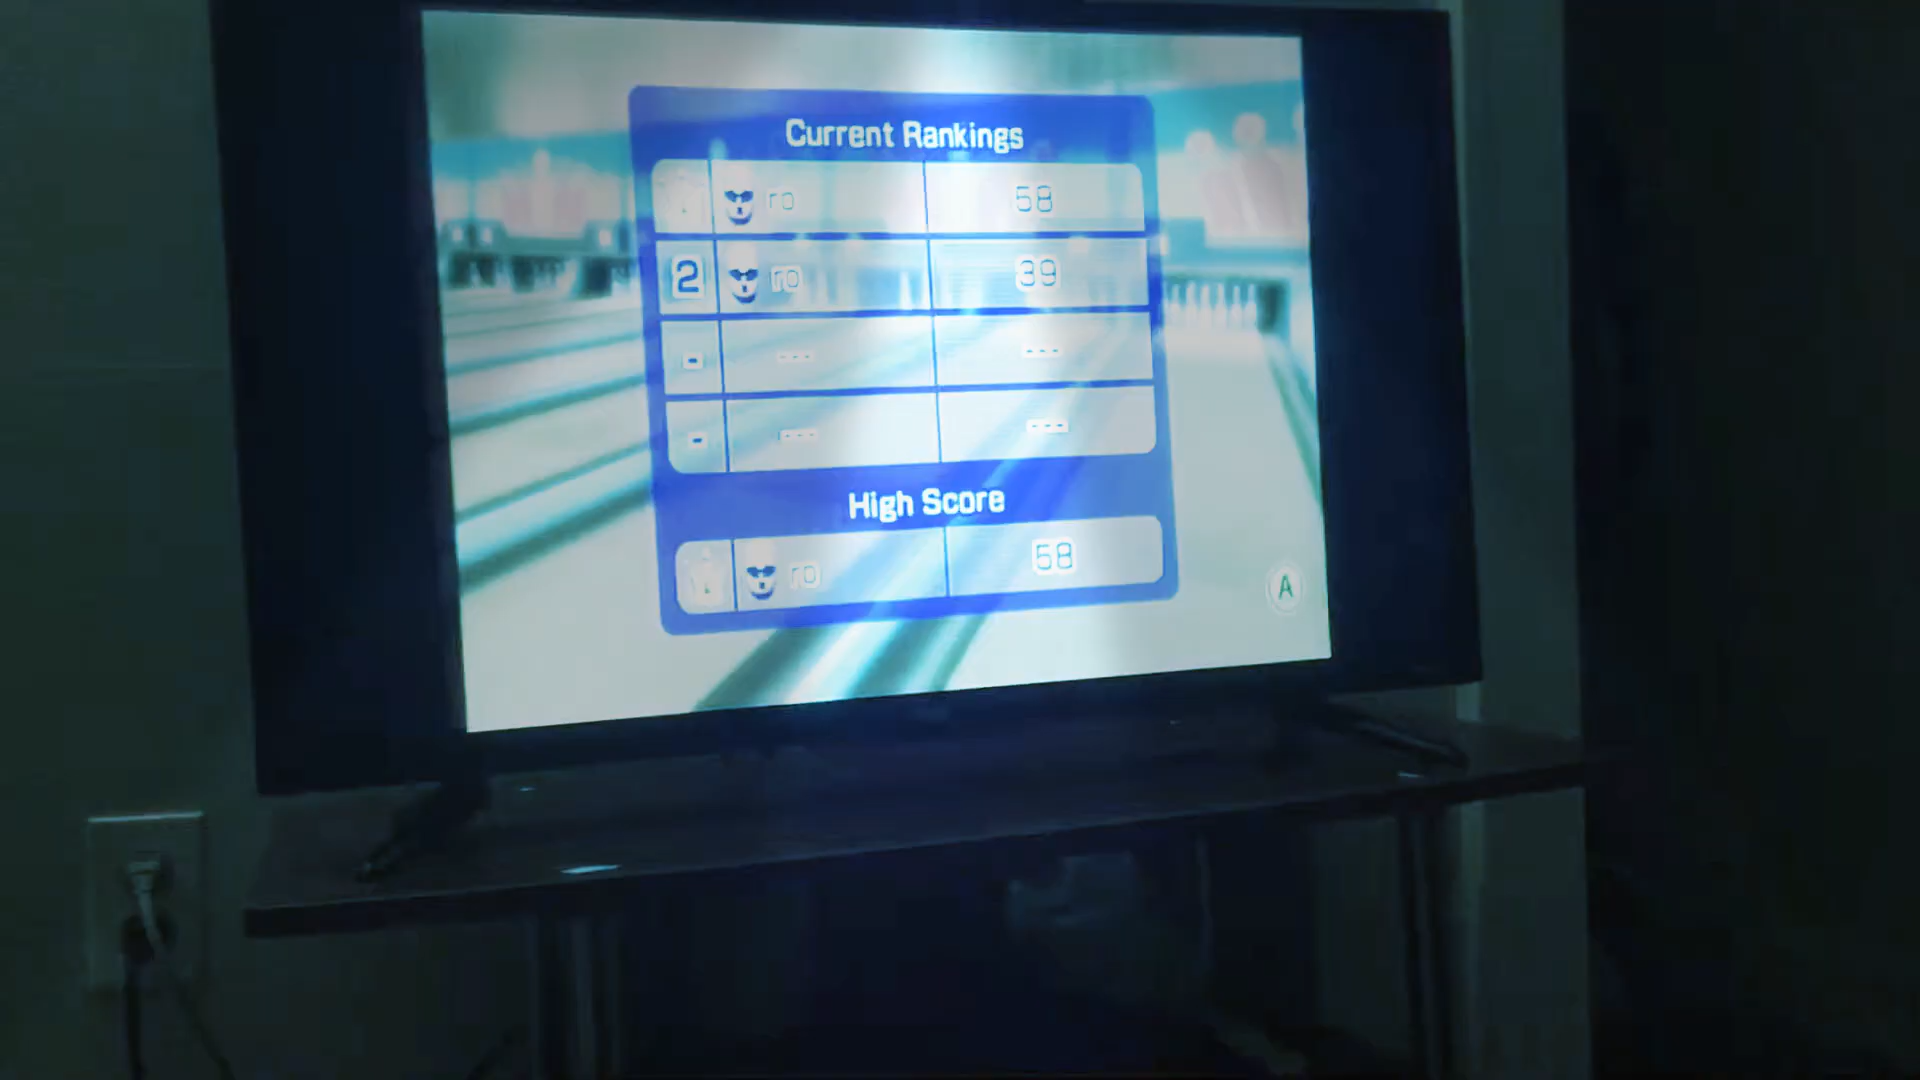 Current Rankings
ro 58
2 ro 39
- --- ---
- --- ---
High Score
ro 58
A